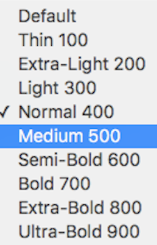 Default
Thin 100
Extra-Light 200
Light 300
✓ Normal 400
Medium 500
Semi-Bold 600
Bold 700
Extra-Bold 800
Ultra-Bold 900